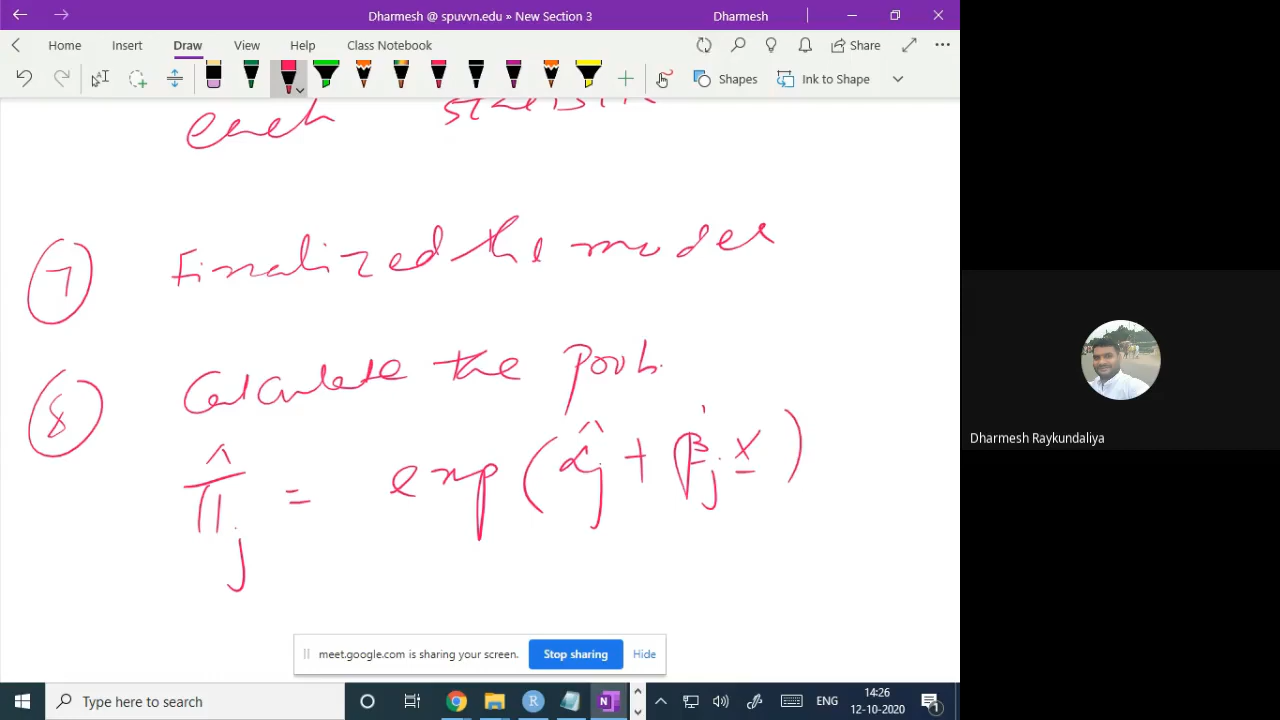 Dharmesh @ spuvvn.edu » New Section 3
Dharmesh
Home Insert Draw View Help Class Notebook
Share
Shapes
Ink to Shape
each
7 Finalized the model
8 Calculate the prob.
π̂j = exp(α̂j + β'j x)
Dharmesh Raykundaliya
meet.google.com is sharing your screen. Stop sharing Hide
Type here to search
R
N
ENG
14:26
12-10-2020
1